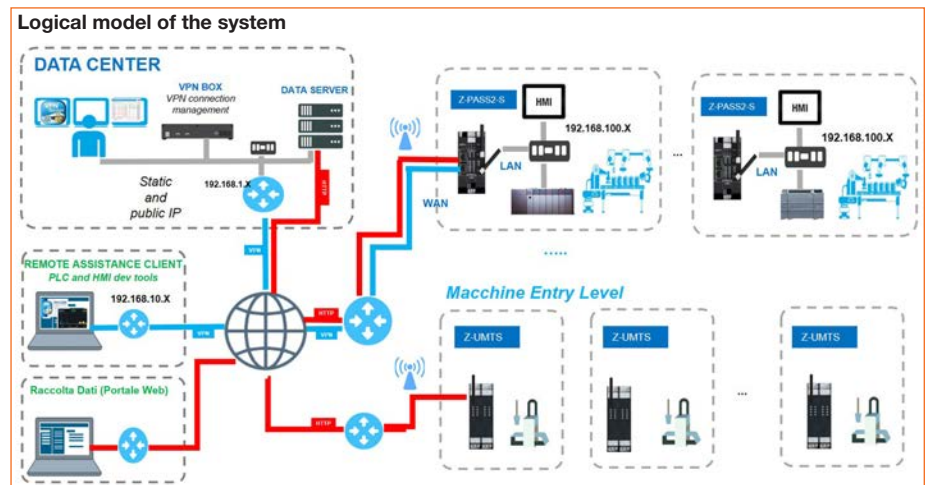 Logical model of the system
DATA CENTER
VPN BOX
VPN connection
management
DATA SERVER
Static
and
public IP
192.168.1.X
HTTP
VPN
REMOTE ASSISTANCE CLIENT
PLC and HMI dev tools
192.168.10.X
VPN
HTTP
VPN
Raccolta Dati (Portale Web)
HTTP
Z-PASS2-S
HMI
192.168.100.X
LAN
WAN
...
Z-PASS2-S
HMI
192.168.100.X
LAN
.....
Macchine Entry Level
Z-UMTS
Z-UMTS
...
Z-UMTS